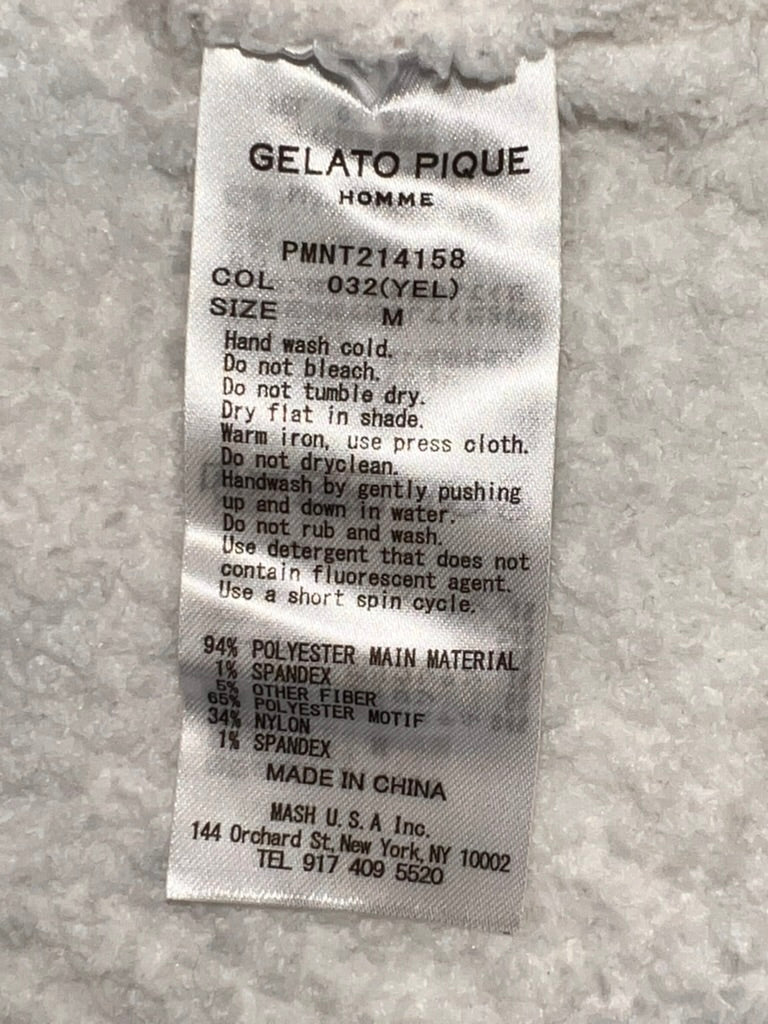 GELATO PIQUE
HOMME
PMNT214158
COL 032(YEL)
SIZE M
Hand wash cold.
Do not bleach.
Do not tumble dry.
Dry flat in shade.
Warm iron, use press cloth.
Do not dryclean.
Handwash by gently pushing
up and down in water.
Do not rub and wash.
Use detergent that does not
contain fluorescent agent.
Use a short spin cycle.
94% POLYESTER MAIN MATERIAL
1% SPANDEX
5% OTHER FIBER
65% POLYESTER MOTIF
34% NYLON
1% SPANDEX
MADE IN CHINA
MASH U.S.A Inc.
144 Orchard St, New York, NY 10002
TEL 917 409 5520